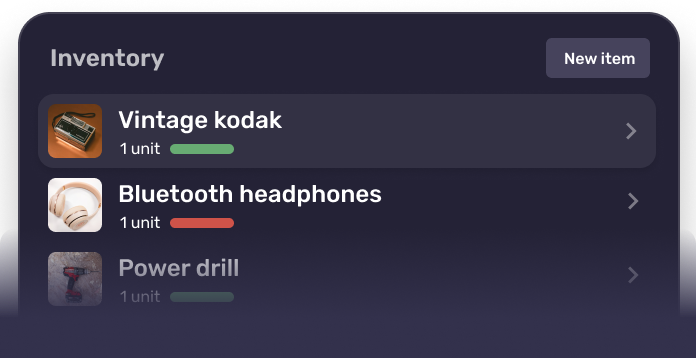 Inventory
New item
Vintage kodak
1 unit
Bluetooth headphones
1 unit
Power drill
1 unit